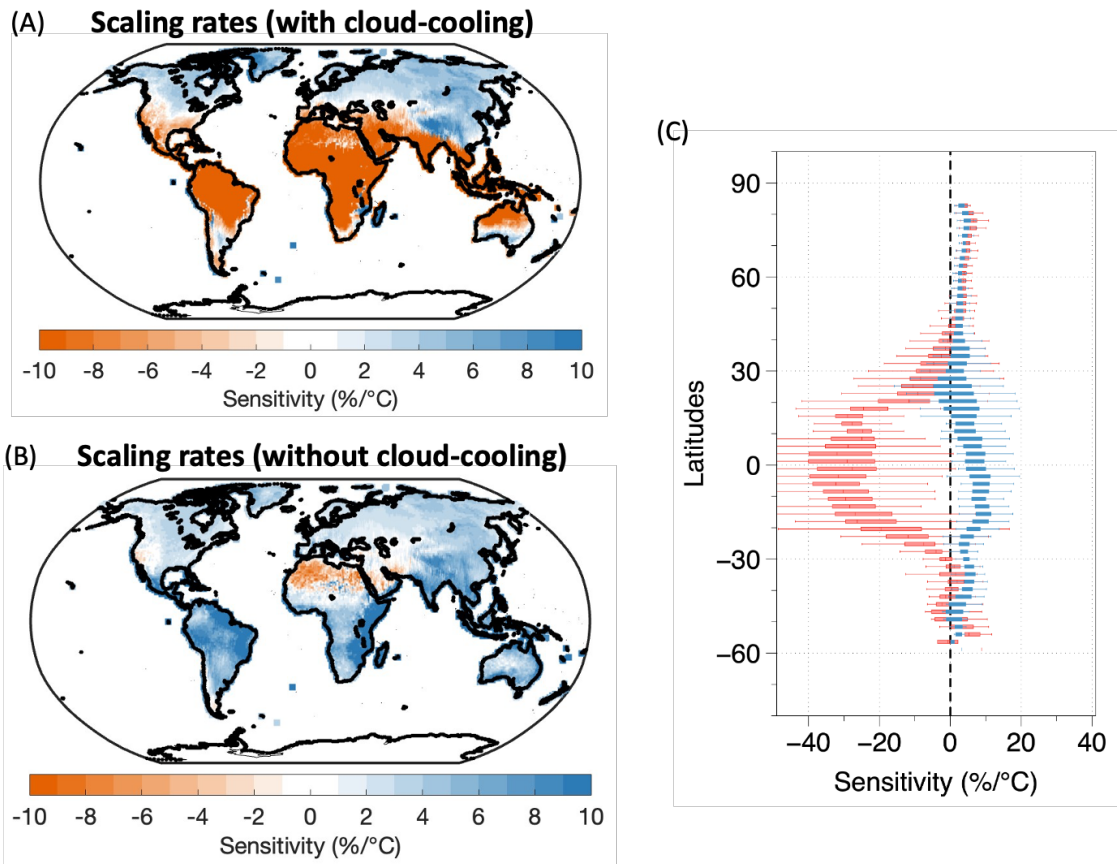 (A) Scaling rates (with cloud-cooling)
-10 -8 -6 -4 -2 0 2 4 6 8 10
Sensitivity (%/°C)
(B) Scaling rates (without cloud-cooling)
-10 -8 -6 -4 -2 0 2 4 6 8 10
Sensitivity (%/°C)
(C)
90
60
30
0
−30
−60
Latitudes
−40 −20 0 20 40
Sensitivity (%/°C)